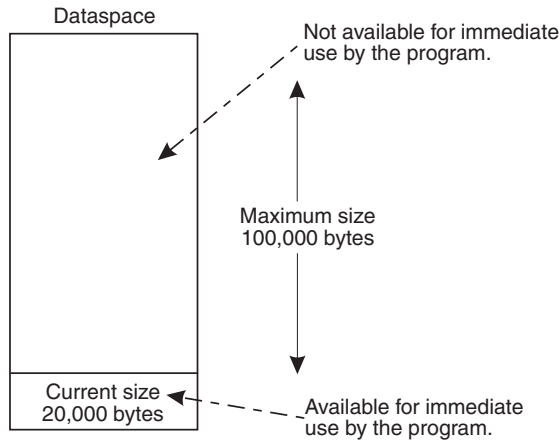 Dataspace
Not available for immediate
use by the program.
Maximum size
100,000 bytes
Current size
20,000 bytes
Available for immediate
use by the program.